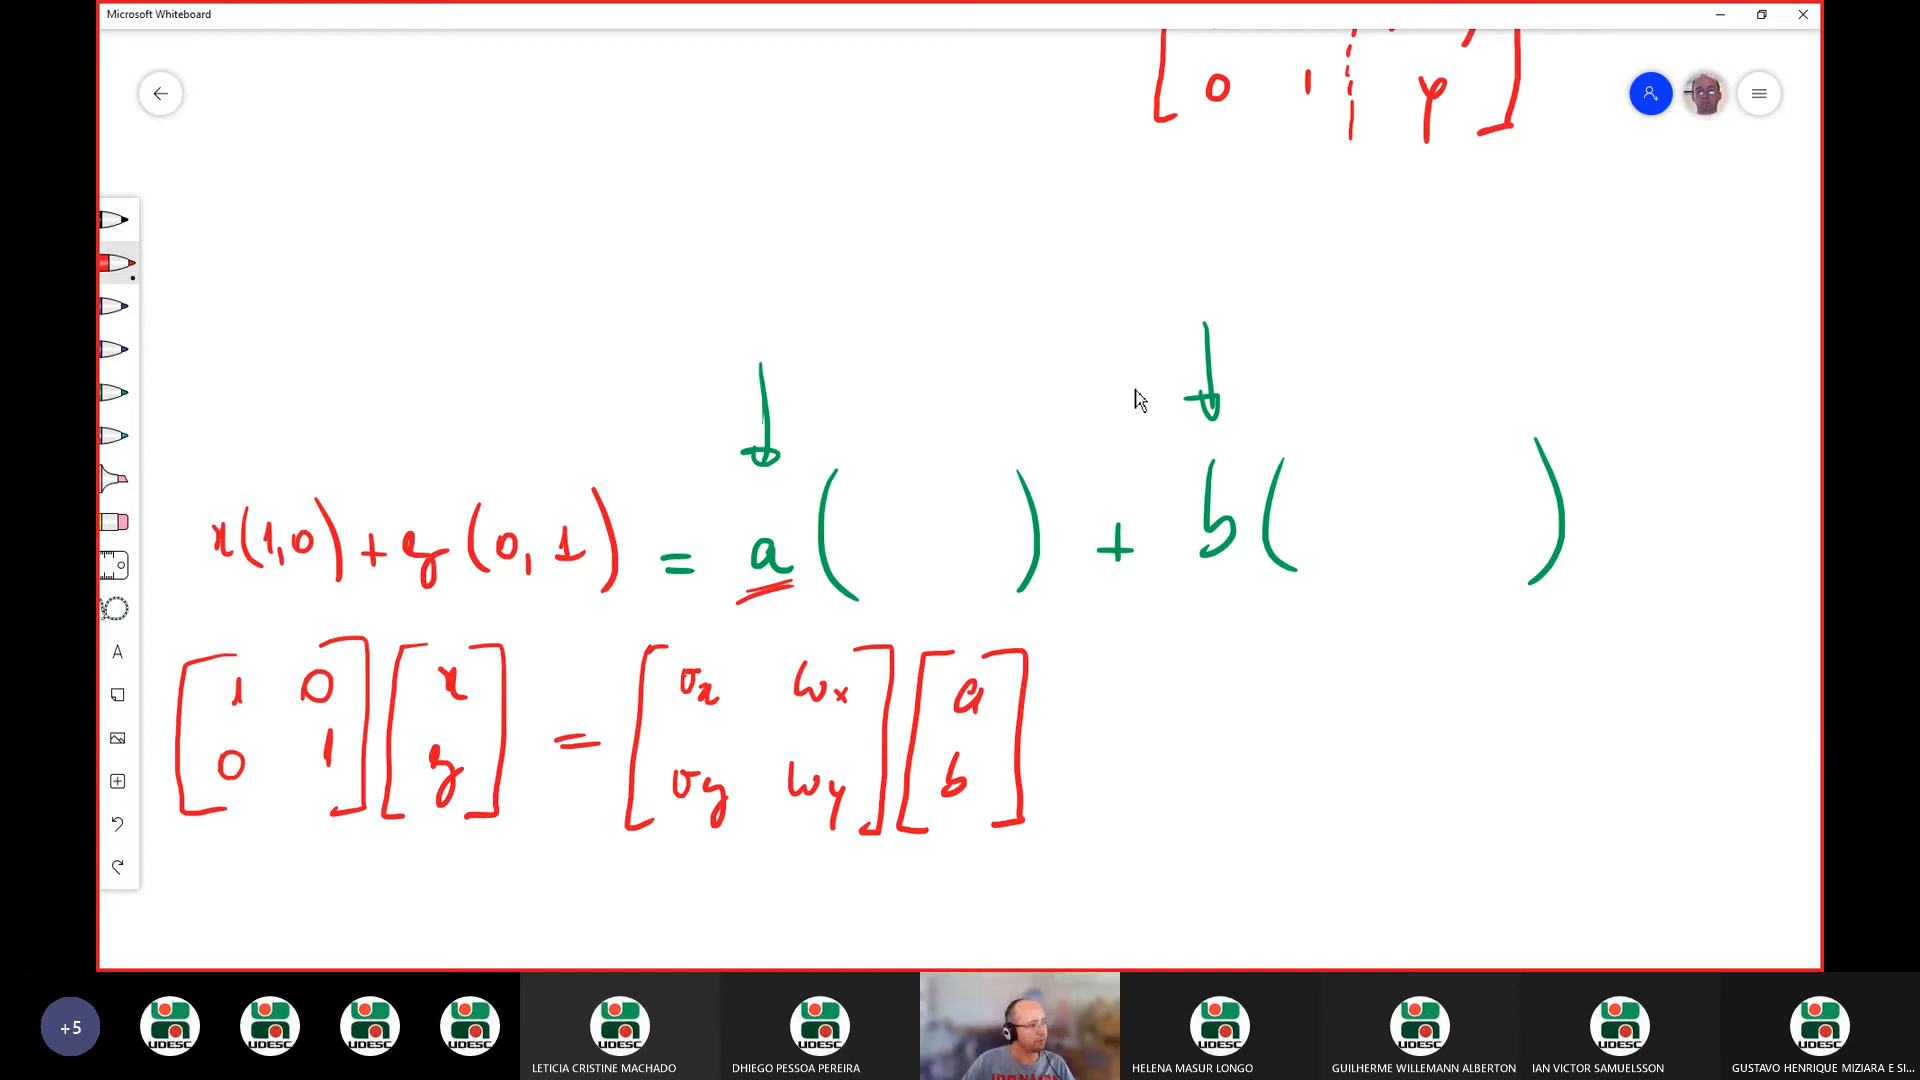 Microsoft Whiteboard
0 1 y
x(1,0) + y(0,1) = a( ) + b( )
[1 0] [x] = [vx wx] [a]
[0 1] [y] [vy wy] [b]
A
+5
UDESC
UDESC
UDESC
UDESC
UDESC
LETICIA CRISTINE MACHADO
UDESC
DHIEGO PESSOA PEREIRA
UDESC
HELENA MASUR LONGO
UDESC
GUILHERME WILLEMANN ALBERTON
UDESC
IAN VICTOR SAMUELSSON
UDESC
GUSTAVO HENRIQUE MIZIARA E SI...